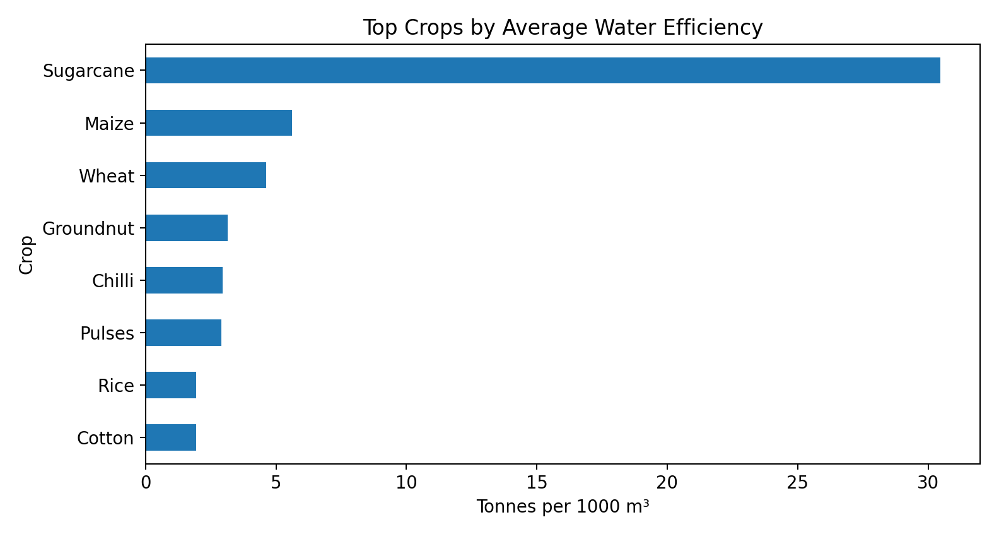 Top Crops by Average Water Efficiency
Crop
Sugarcane
Maize
Wheat
Groundnut
Chilli
Pulses
Rice
Cotton
0 5 10 15 20 25 30
Tonnes per 1000 m³